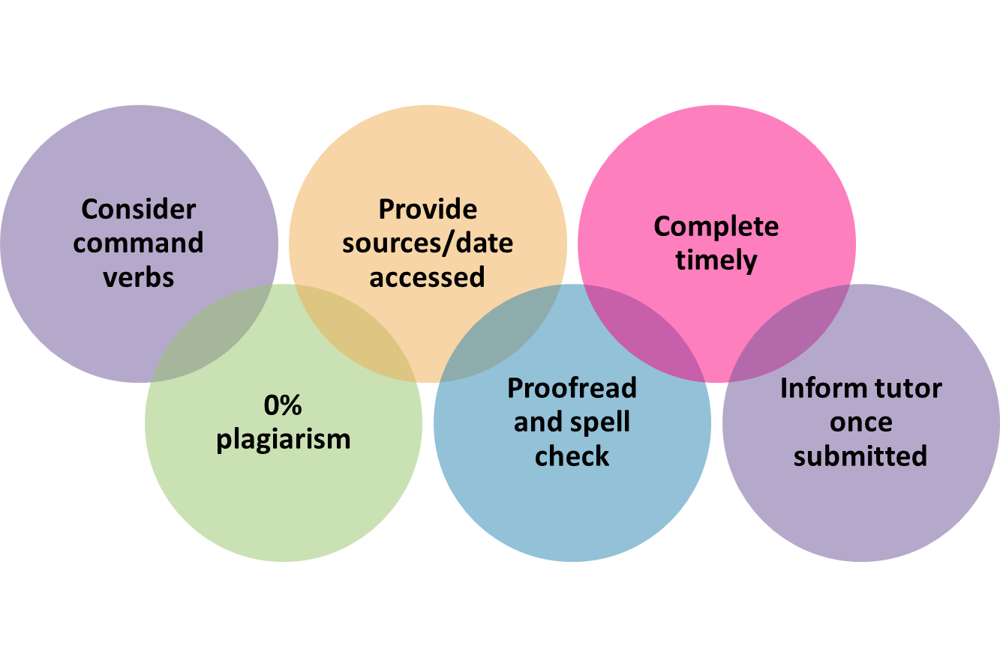 Consider
command
verbs
0%
plagiarism
Provide
sources/date
accessed
Proofread
and spell
check
Complete
timely
Inform tutor
once
submitted